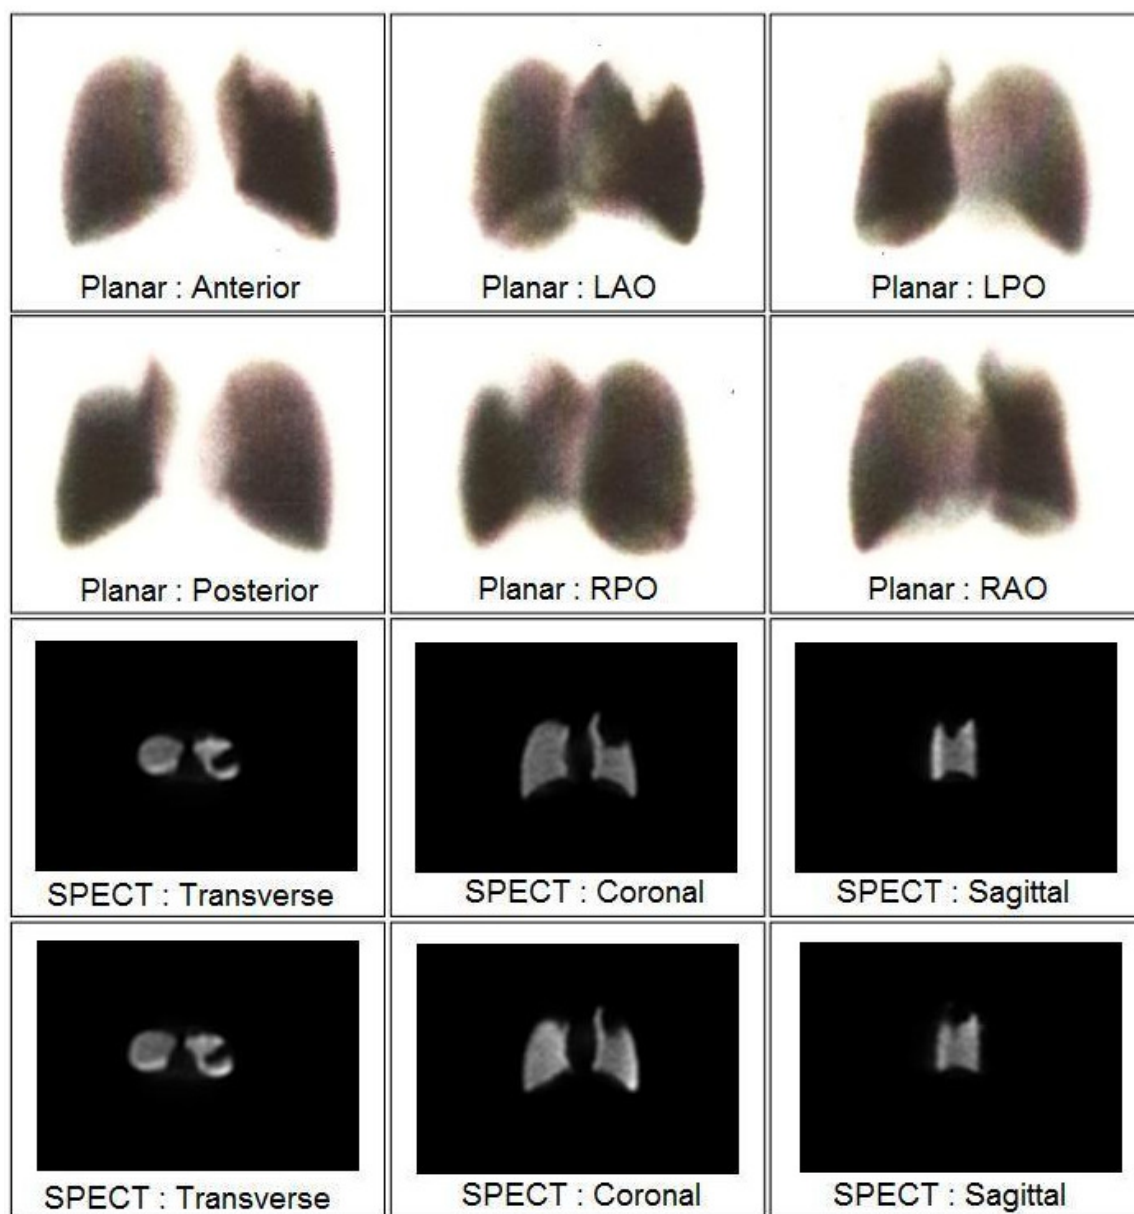 Planar : Anterior
Planar : LAO
Planar : LPO
Planar : Posterior
Planar : RPO
Planar : RAO
SPECT : Transverse
SPECT : Coronal
SPECT : Sagittal
SPECT : Transverse
SPECT : Coronal
SPECT : Sagittal